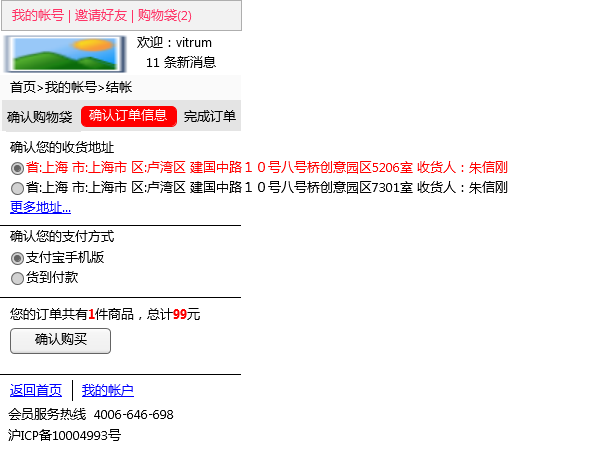 我的帐号 | 邀请好友 | 购物袋(2)
欢迎：vitrum
11 条新消息
首页>我的帐号>结帐
确认购物袋 确认订单信息 完成订单
确认您的收货地址
省:上海 市:上海市 区:卢湾区 建国中路１０号八号桥创意园区5206室 收货人：朱信刚
省:上海 市:上海市 区:卢湾区 建国中路１０号八号桥创意园区7301室 收货人：朱信刚
更多地址...
确认您的支付方式
支付宝手机版
货到付款
您的订单共有1件商品，总计99元
确认购买
返回首页 | 我的帐户
会员服务热线 4006-646-698
沪ICP备10004993号